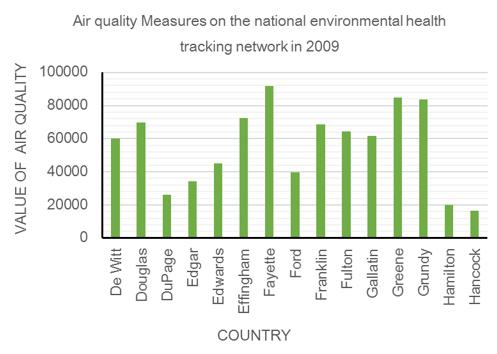 Air quality Measures on the national environmental health
tracking network in 2009
VALUE OF AIR QUALITY
100000
80000
60000
40000
20000
0
De Witt
Douglas
DuPage
Edgar
Edwards
Effingham
Fayette
Ford
Franklin
Fulton
Gallatin
Greene
Grundy
Hamilton
Hancock
COUNTRY